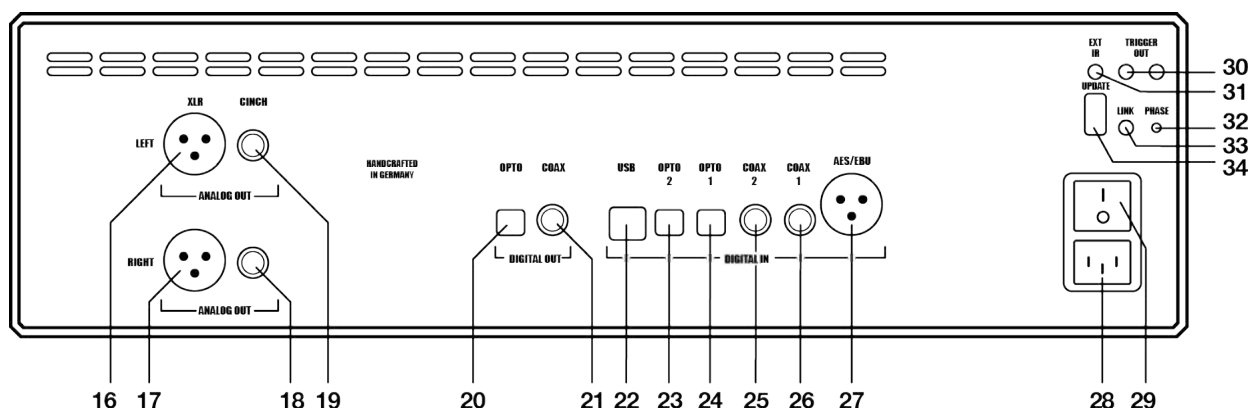 EXT
IR
TRIGGER
OUT
30
31
UPDATE
LINK
PHASE
32
33
34
XLR
CINCH
LEFT
ANALOG OUT
HANDCRAFTED
IN GERMANY
OPTO
COAX
USB
OPTO
2
OPTO
1
COAX
2
COAX
1
AES/EBU
RIGHT
DIGITAL OUT
DIGITAL IN
ANALOG OUT
16 17 18 19 20 21 22 23 24 25 26 27 28 29